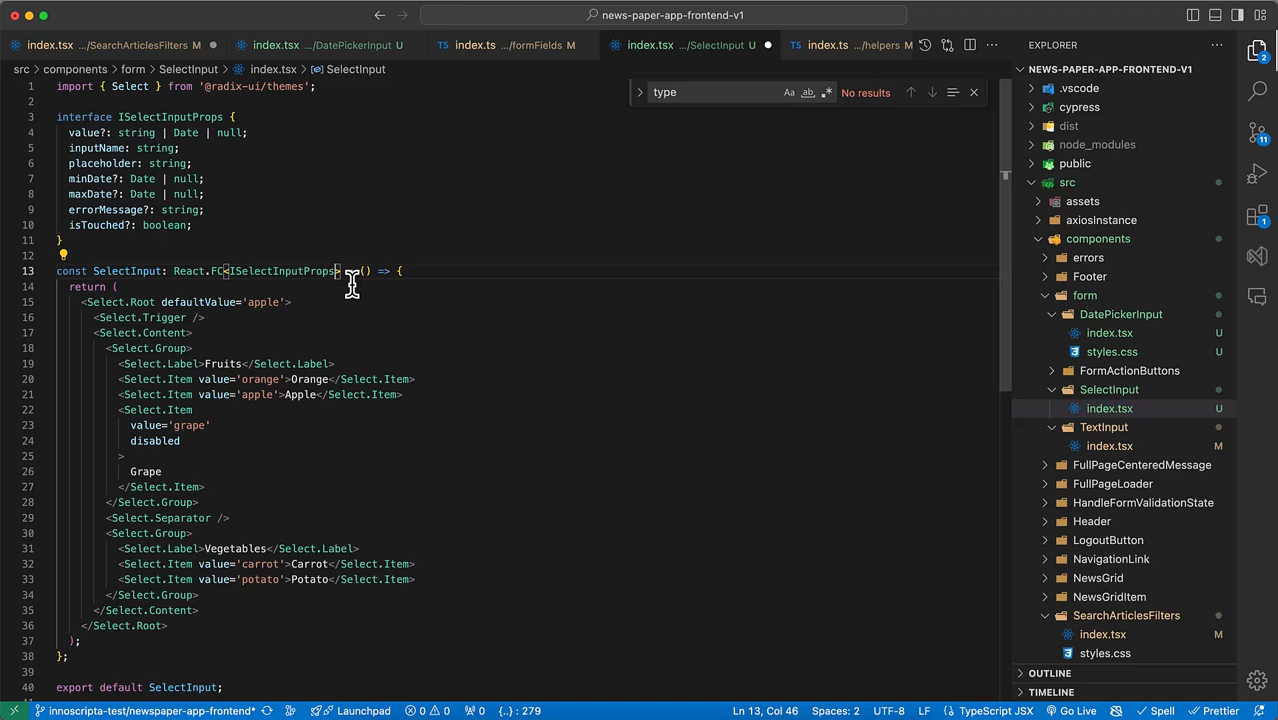 news-paper-app-frontend-v1
index.tsx .../SearchArticlesFilters
index.tsx .../DatePickerInput U
TS index.ts .../formFields M
index.tsx .../SelectInput U
TS index.ts .../helpers M
src > components > form > SelectInput > index.tsx > SelectInput
type
Aa ab .*
No results
1 import { Select } from '@radix-ui/themes';
2
3 interface ISelectInputProps {
4 value?: string | Date | null;
5 inputName: string;
6 placeholder: string;
7 minDate?: Date | null;
8 maxDate?: Date | null;
9 errorMessage?: string;
10 isTouched?: boolean;
11 }
12
13 const SelectInput: React.FC<ISelectInputProps> = () => {
14 return (
15 <Select.Root defaultValue='apple'>
16 <Select.Trigger />
17 <Select.Content>
18 <Select.Group>
19 <Select.Label>Fruits</Select.Label>
20 <Select.Item value='orange'>Orange</Select.Item>
21 <Select.Item value='apple'>Apple</Select.Item>
22 <Select.Item
23 value='grape'
24 disabled
25 >
26 Grape
27 </Select.Item>
28 </Select.Group>
29 <Select.Separator />
30 <Select.Group>
31 <Select.Label>Vegetables</Select.Label>
32 <Select.Item value='carrot'>Carrot</Select.Item>
33 <Select.Item value='potato'>Potato</Select.Item>
34 </Select.Group>
35 </Select.Content>
36 </Select.Root>
37 );
38 };
39
40 export default SelectInput;
EXPLORER
NEWS-PAPER-APP-FRONTEND-V1
.vscode
cypress
dist
node_modules
public
src
assets
axiosInstance
components
errors
Footer
form
DatePickerInput
index.tsx U
styles.css U
FormActionButtons
SelectInput
index.tsx U
TextInput
index.tsx M
FullPageCenteredMessage
FullPageLoader
HandleFormValidationState
Header
LogoutButton
NavigationLink
NewsGrid
NewsGridItem
SearchArticlesFilters
index.tsx M
styles.css
OUTLINE
TIMELINE
2
11
1
innoscripta-test/newspaper-app-frontend*
Launchpad
0 0
0
{..} : 279
Ln 13, Col 46
Spaces: 2
UTF-8
LF
TypeScript JSX
Go Live
Spell
Prettier